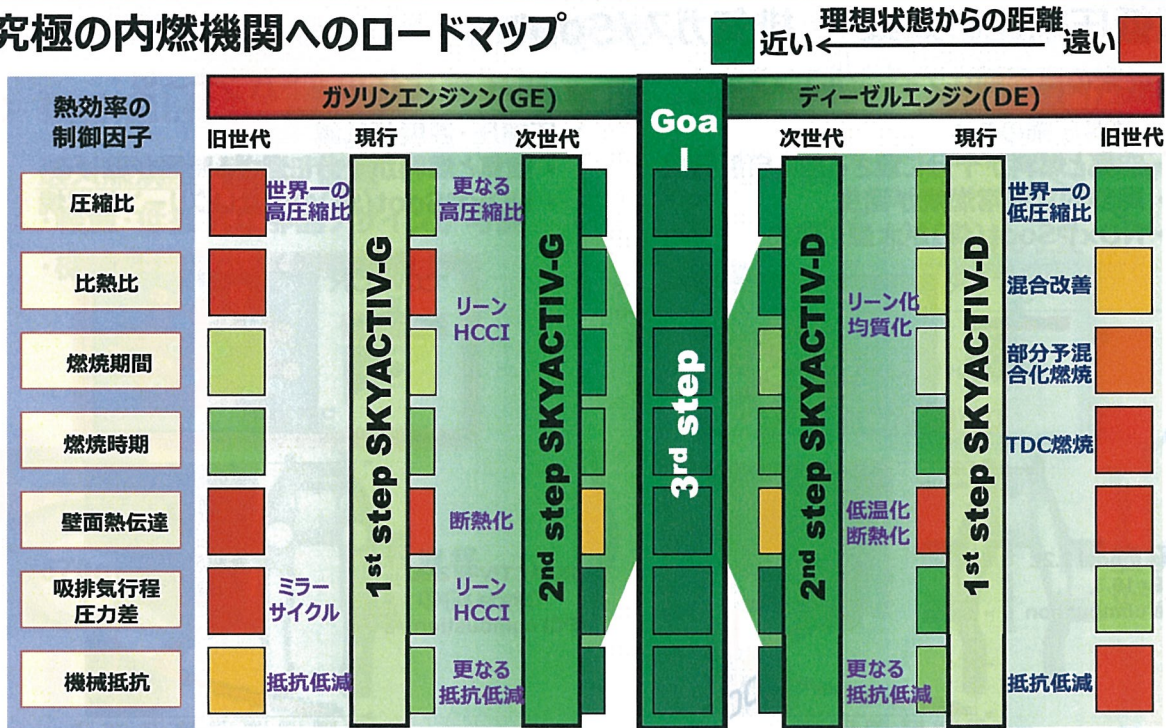 究極の内燃機関へのロードマップ
理想状態からの距離
近い
遠い
熱効率の
制御因子
ガソリンエンジンン(GE)
ディーゼルエンジン(DE)
旧世代
現行
次世代
Goa
l
次世代
現行
旧世代
圧縮比
世界一の
高圧縮比
更なる
高圧縮比
世界一の
低圧縮比
比熱比
リーン
HCCI
リーン化
均質化
混合改善
燃焼期間
部分予混
合化燃焼
燃焼時期
TDC燃焼
壁面熱伝達
断熱化
低温化
断熱化
吸排気行程
圧力差
ミラー
サイクル
リーン
HCCI
機械抵抗
抵抗低減
更なる
抵抗低減
更なる
抵抗低減
抵抗低減
1st step SKYACTIV-G
2nd step SKYACTIV-G
3rd step
2nd step SKYACTIV-D
1st step SKYACTIV-D